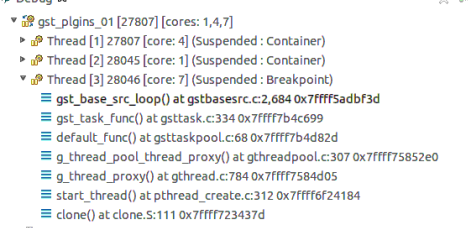 gst_plgins_01 [27807] [cores: 1,4,7]
Thread [1] 27807 [core: 4] (Suspended : Container)
Thread [2] 28045 [core: 1] (Suspended : Container)
Thread [3] 28046 [core: 7] (Suspended : Breakpoint)
gst_base_src_loop() at gstbasesrc.c:2,684 0x7ffff5adbf3d
gst_task_func() at gsttask.c:334 0x7ffff7b4c699
default_func() at gsttaskpool.c:68 0x7ffff7b4d82d
g_thread_pool_thread_proxy() at gthreadpool.c:307 0x7ffff75852e0
g_thread_proxy() at gthread.c:784 0x7ffff7584d05
start_thread() at pthread_create.c:312 0x7ffff6f24184
clone() at clone.S:111 0x7ffff723437d